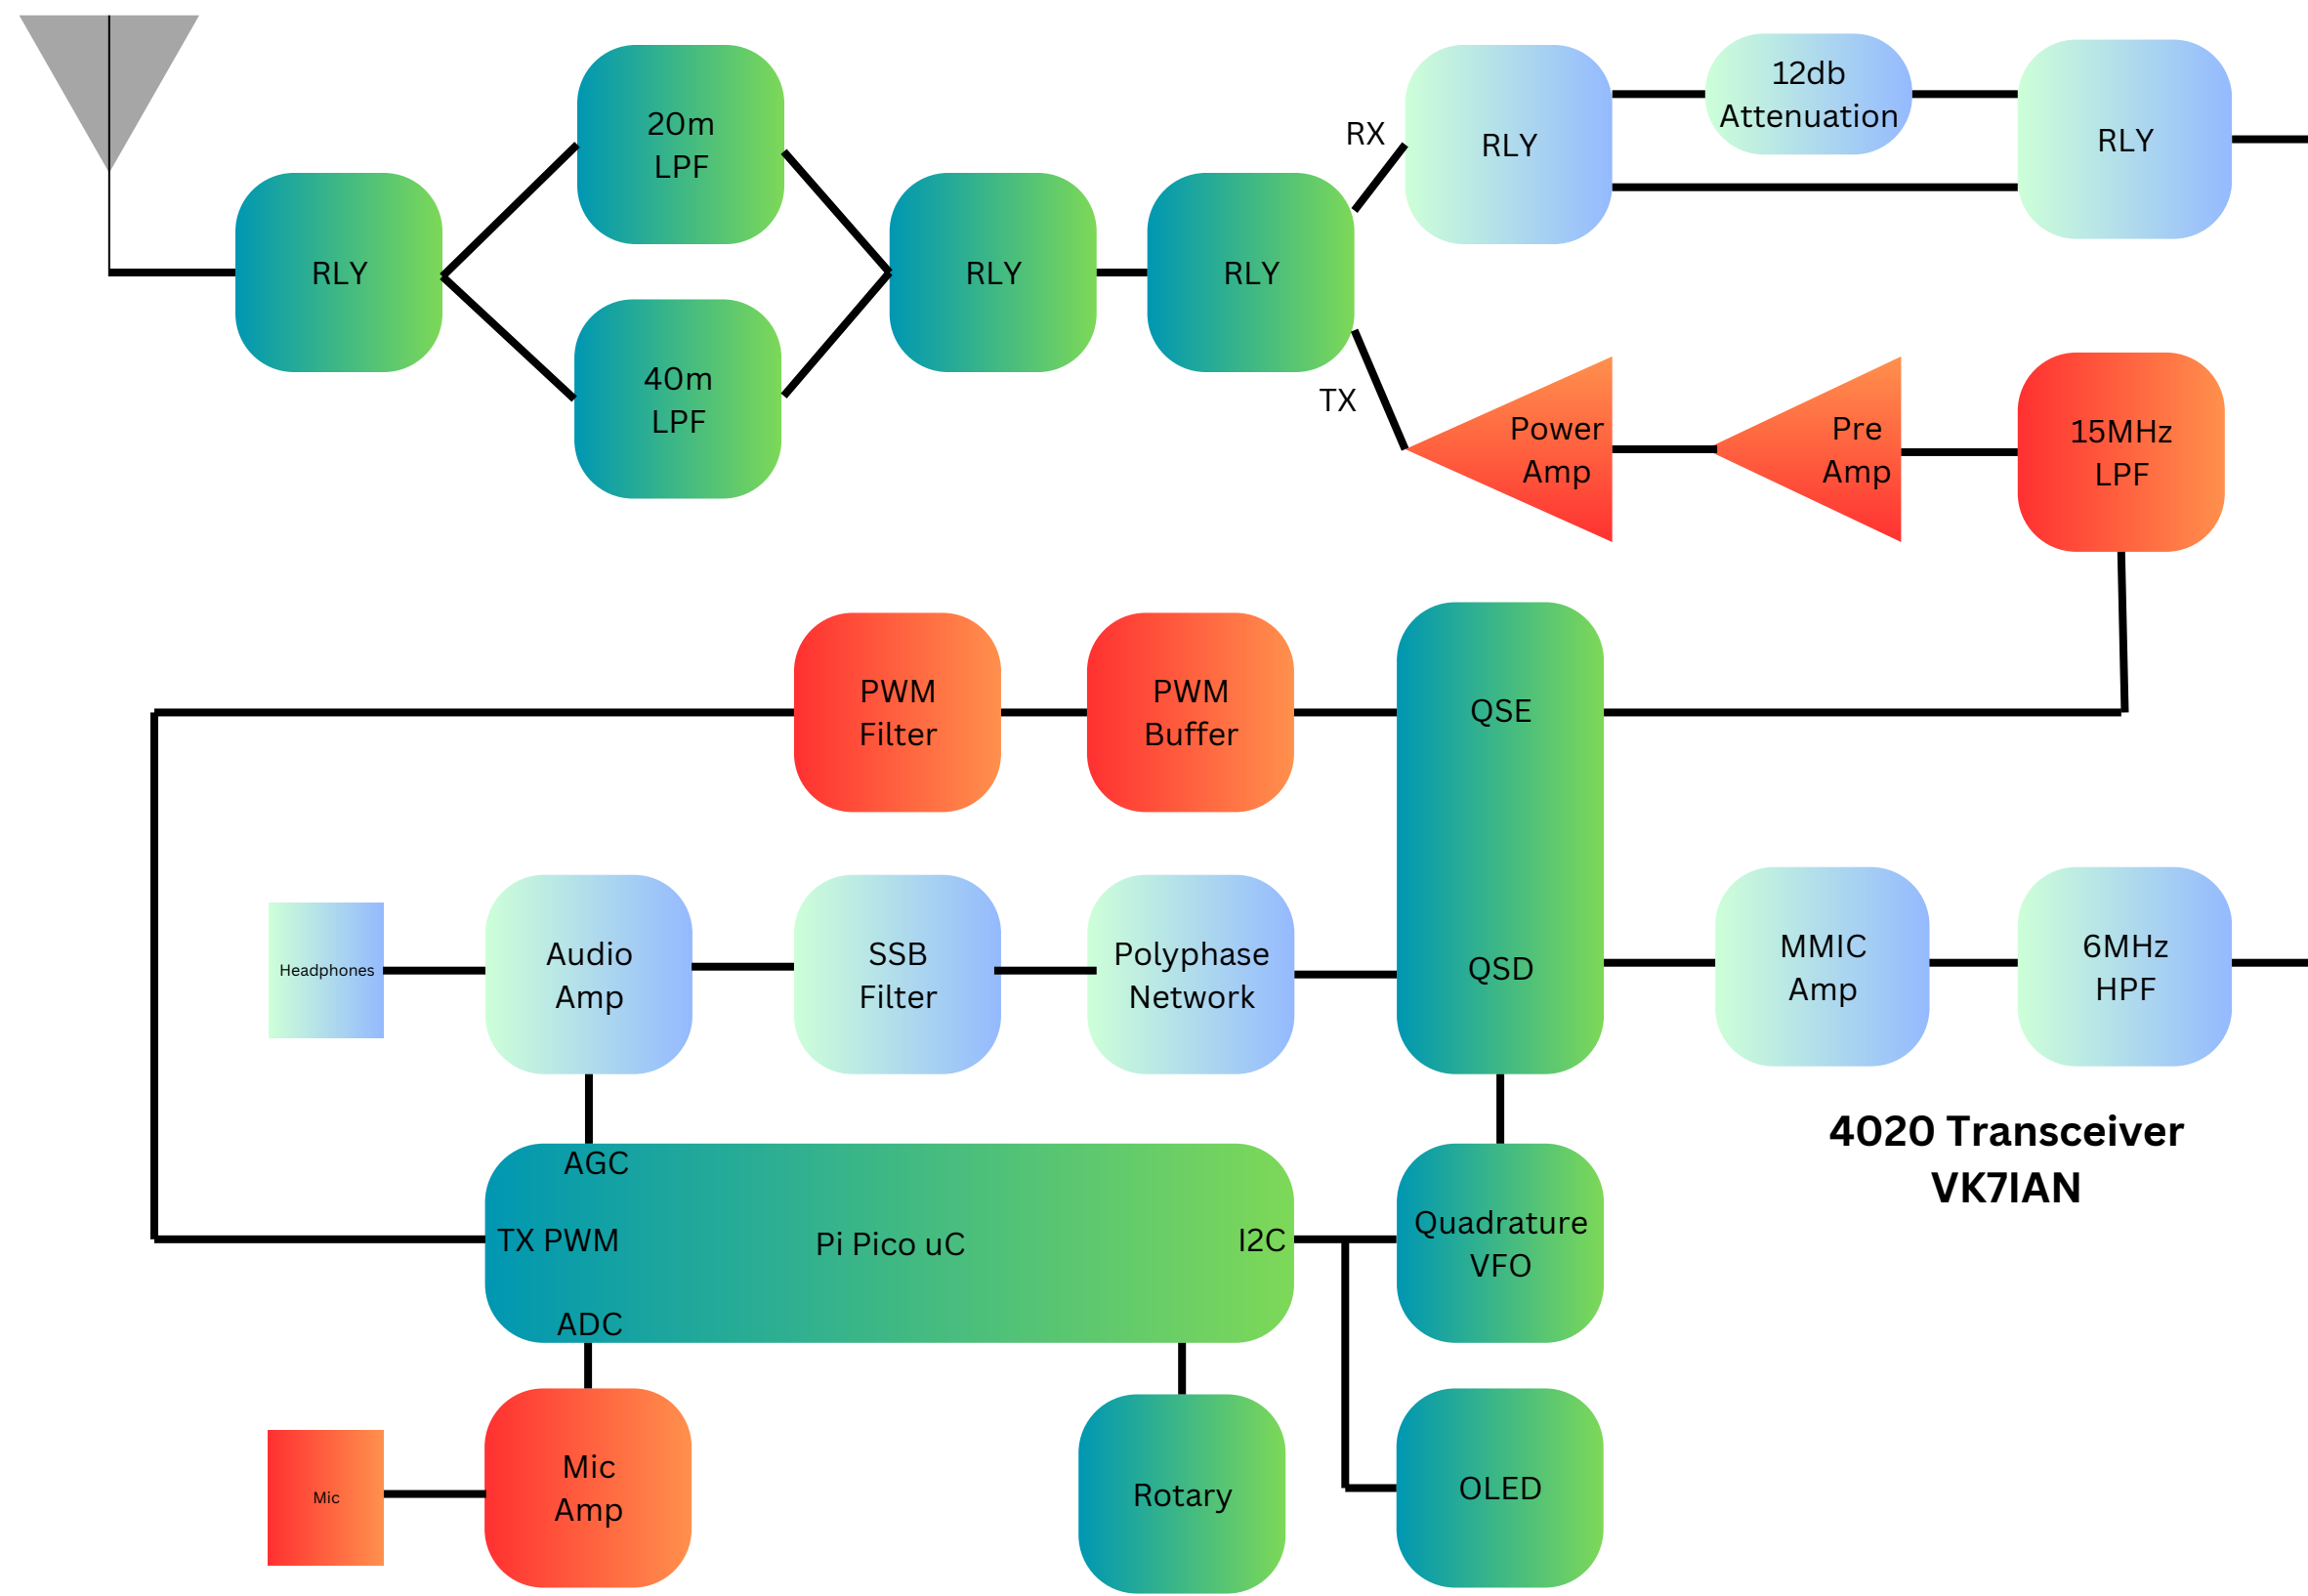 20m
LPF
RLY
40m
LPF
RLY
RLY
RX
TX
RLY
12db
Attenuation
RLY
Power
Amp
Pre
Amp
15MHz
LPF
PWM
Filter
PWM
Buffer
QSE
QSD
Headphones
Audio
Amp
SSB
Filter
Polyphase
Network
MMIC
Amp
6MHz
HPF
4020 Transceiver
VK7IAN
AGC
TX PWM
Pi Pico uC
I2C
ADC
Quadrature
VFO
Mic
Mic
Amp
Rotary
OLED